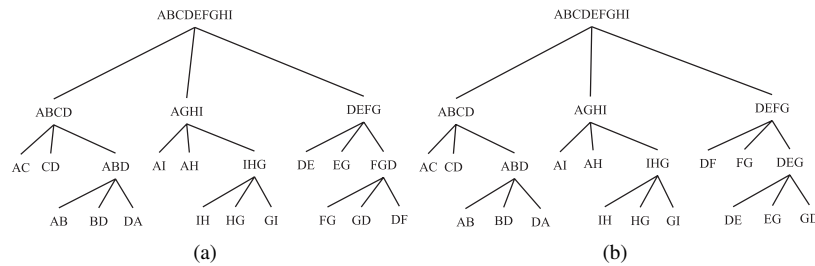 ABCDEFGHI ABCDEFGHI
ABCD AGHI DEFG ABCD AGHI DEFG
AC CD ABD AI AH IHG DE EG FGD AC CD ABD AI AH IHG DF FG DEG
AB BD DA IH HG GI FG GD DF AB BD DA IH HG GI DE EG GD
(a) (b)